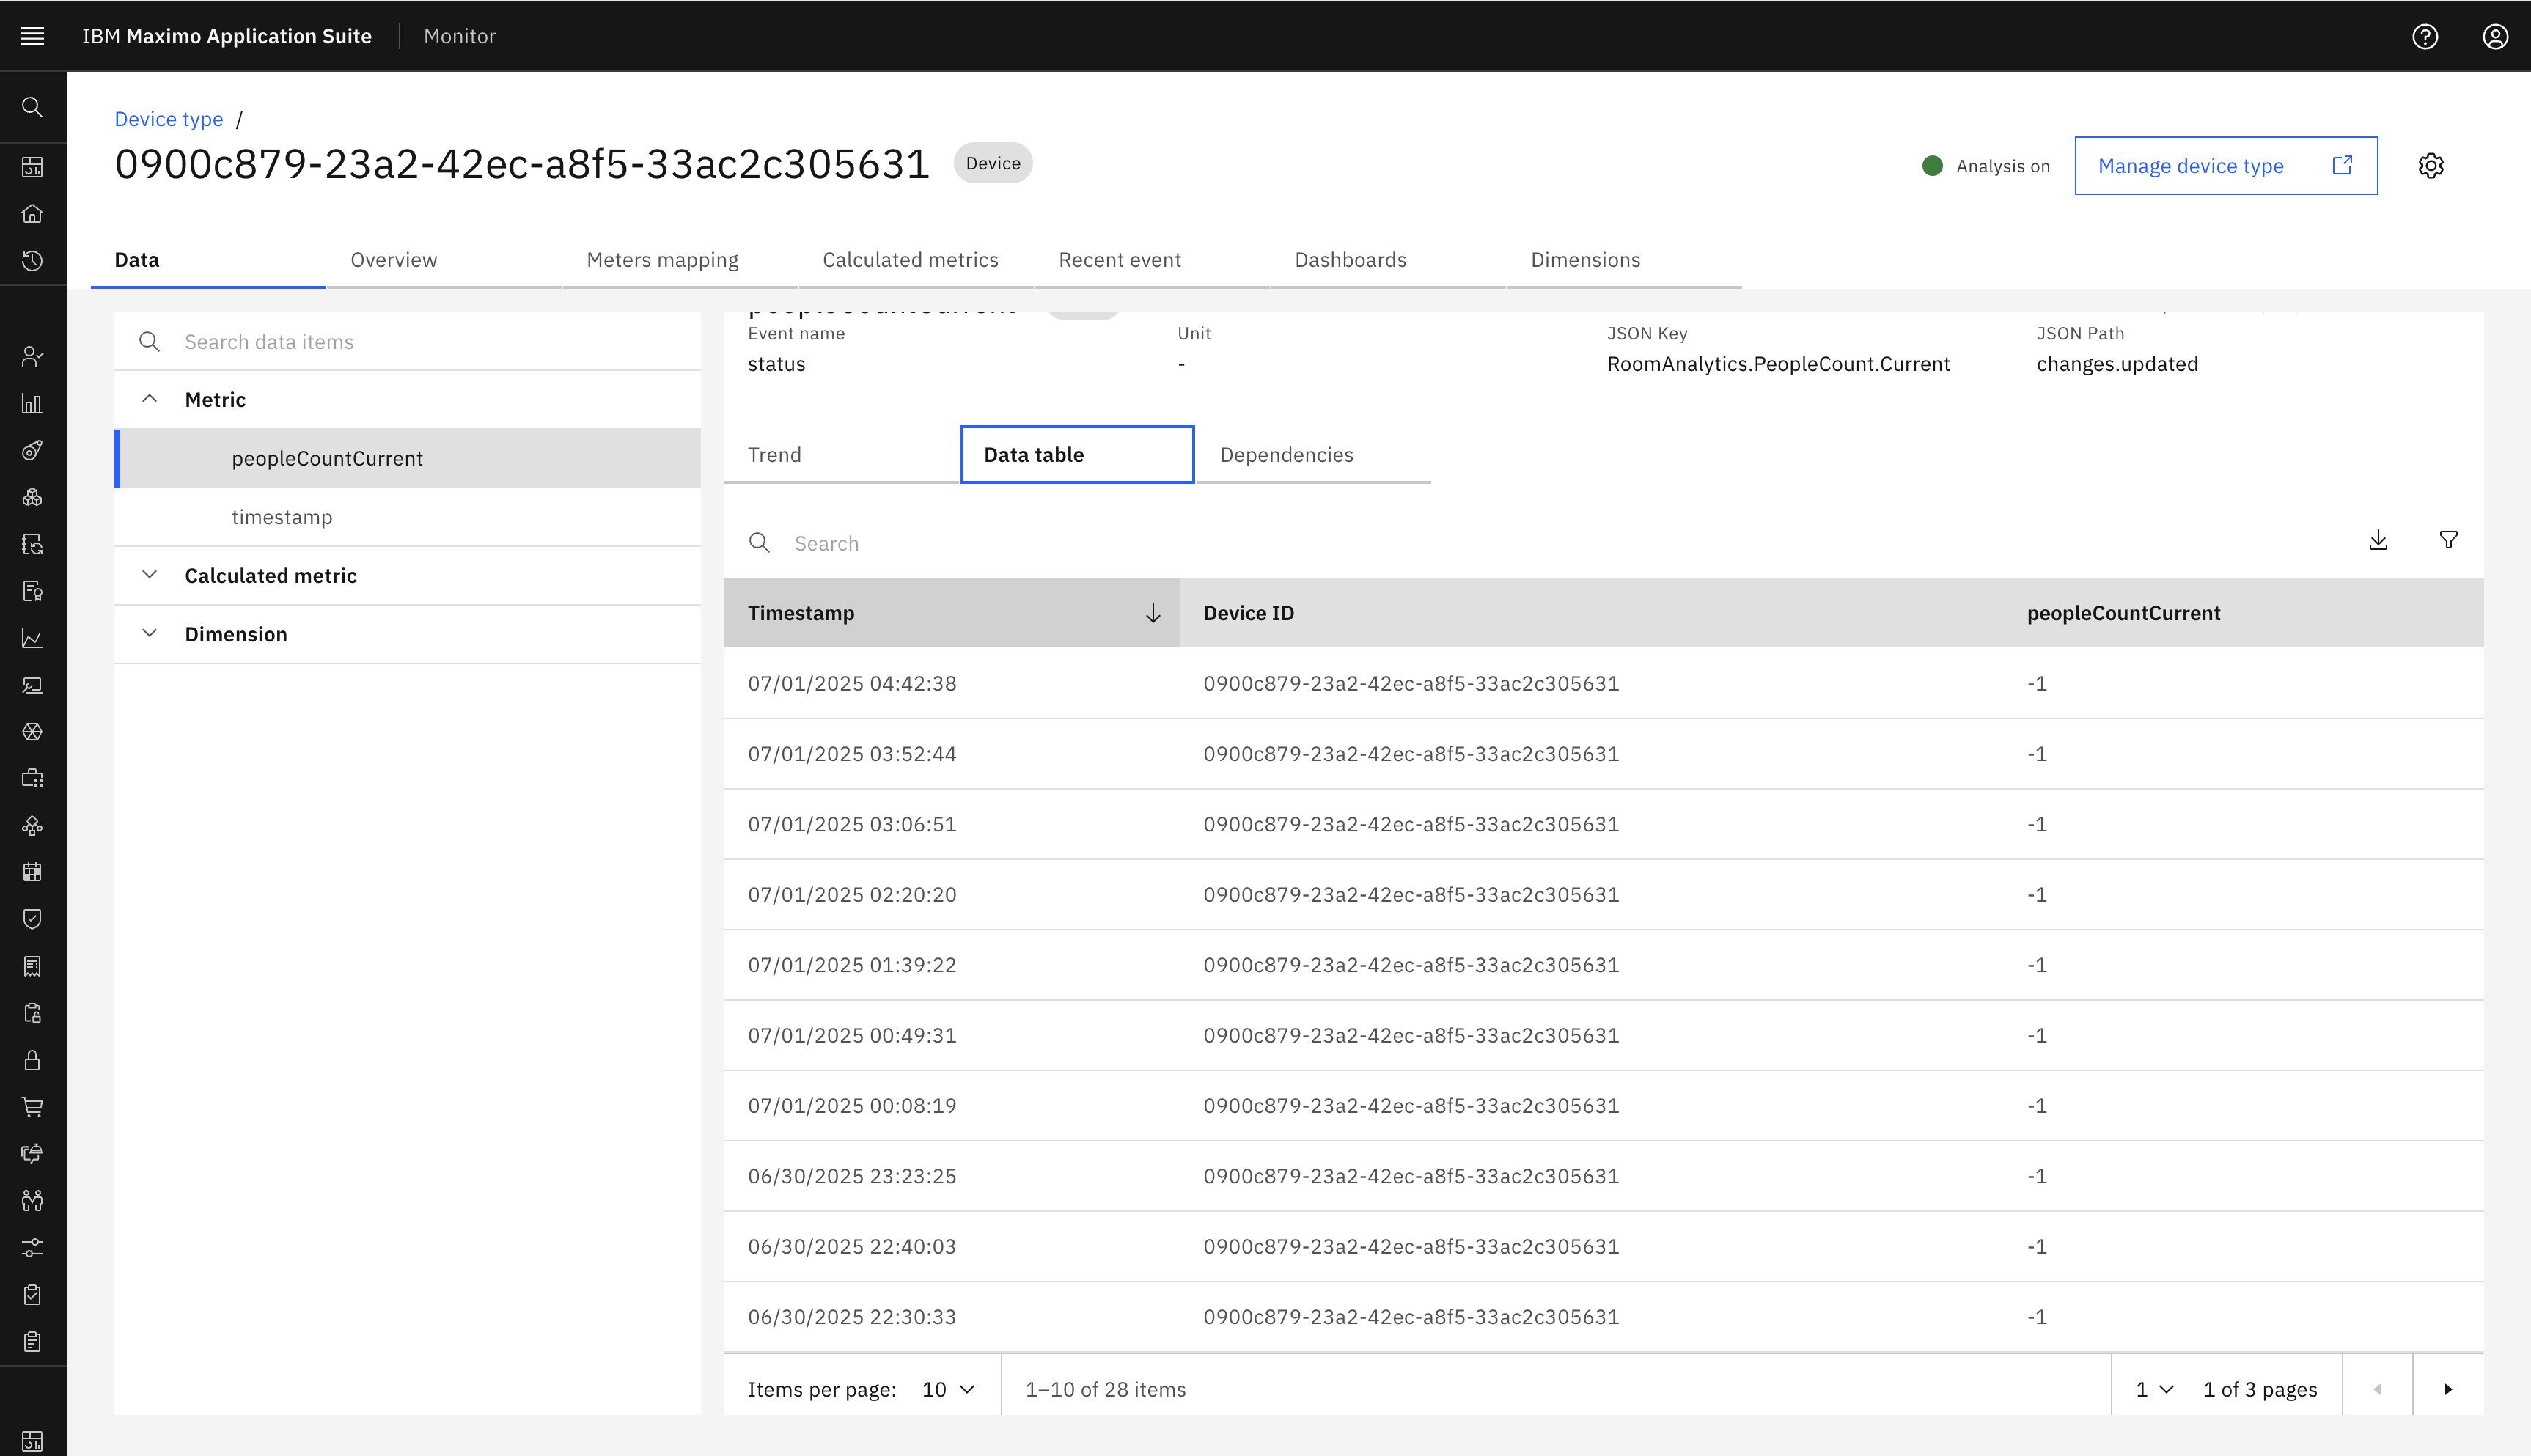 IBM Maximo Application Suite | Monitor
Device type /
0900c879-23a2-42ec-a8f5-33ac2c305631 Device
Analysis on Manage device type
Data Overview Meters mapping Calculated metrics Recent event Dashboards Dimensions
Search data items
Metric
peopleCountCurrent
timestamp
Calculated metric
Dimension
peopleCountCurrent
Event name Unit JSON Key JSON Path
status - RoomAnalytics.PeopleCount.Current changes.updated
Trend Data table Dependencies
Search
Timestamp Device ID peopleCountCurrent
07/01/2025 04:42:38 0900c879-23a2-42ec-a8f5-33ac2c305631 -1
07/01/2025 03:52:44 0900c879-23a2-42ec-a8f5-33ac2c305631 -1
07/01/2025 03:06:51 0900c879-23a2-42ec-a8f5-33ac2c305631 -1
07/01/2025 02:20:20 0900c879-23a2-42ec-a8f5-33ac2c305631 -1
07/01/2025 01:39:22 0900c879-23a2-42ec-a8f5-33ac2c305631 -1
07/01/2025 00:49:31 0900c879-23a2-42ec-a8f5-33ac2c305631 -1
07/01/2025 00:08:19 0900c879-23a2-42ec-a8f5-33ac2c305631 -1
06/30/2025 23:23:25 0900c879-23a2-42ec-a8f5-33ac2c305631 -1
06/30/2025 22:40:03 0900c879-23a2-42ec-a8f5-33ac2c305631 -1
06/30/2025 22:30:33 0900c879-23a2-42ec-a8f5-33ac2c305631 -1
Items per page: 10 1–10 of 28 items 1 1 of 3 pages